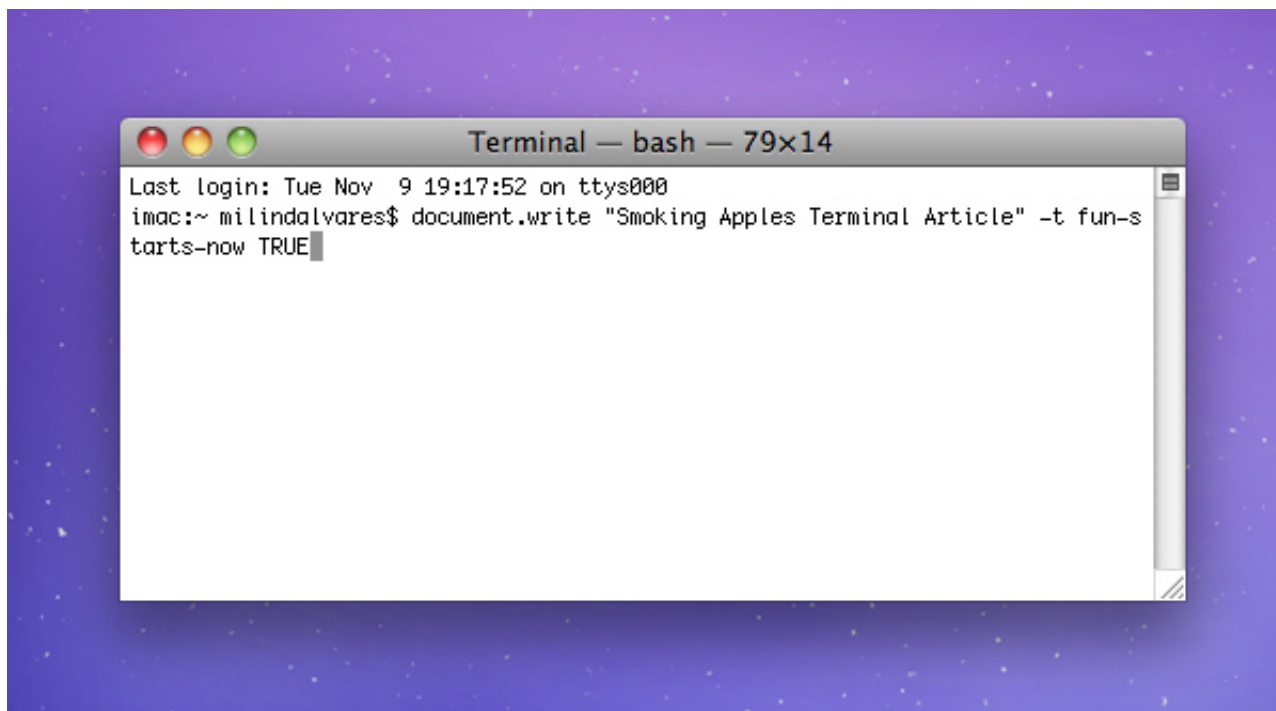 Terminal — bash — 79×14
Last login: Tue Nov  9 19:17:52 on ttys000
imac:~ milindalvares$ document.write "Smoking Apples Terminal Article" -t fun-s
tarts-now TRUE